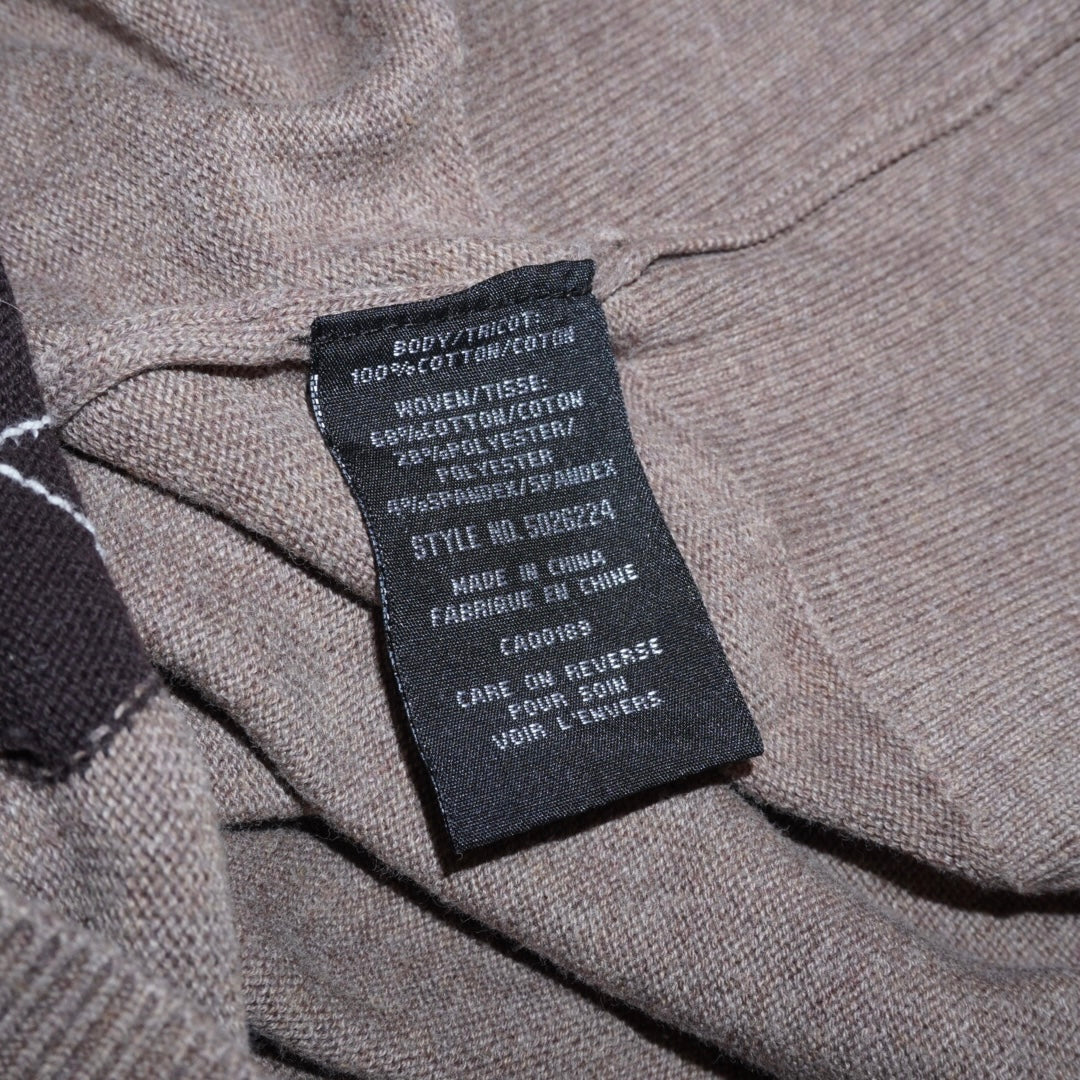 BODY/TRICOT:
100%COTTON/COTON
WOVEN/TISSE:
68%COTTON/COTON
28%POLYESTER/
POLYESTER
4%SPANDEX/SPANDEX
STYLE NO.5026224
MADE IN CHINA
FABRIQUE EN CHINE
CA00189
CARE ON REVERSE
POUR SOIN
VOIR L'ENVERS